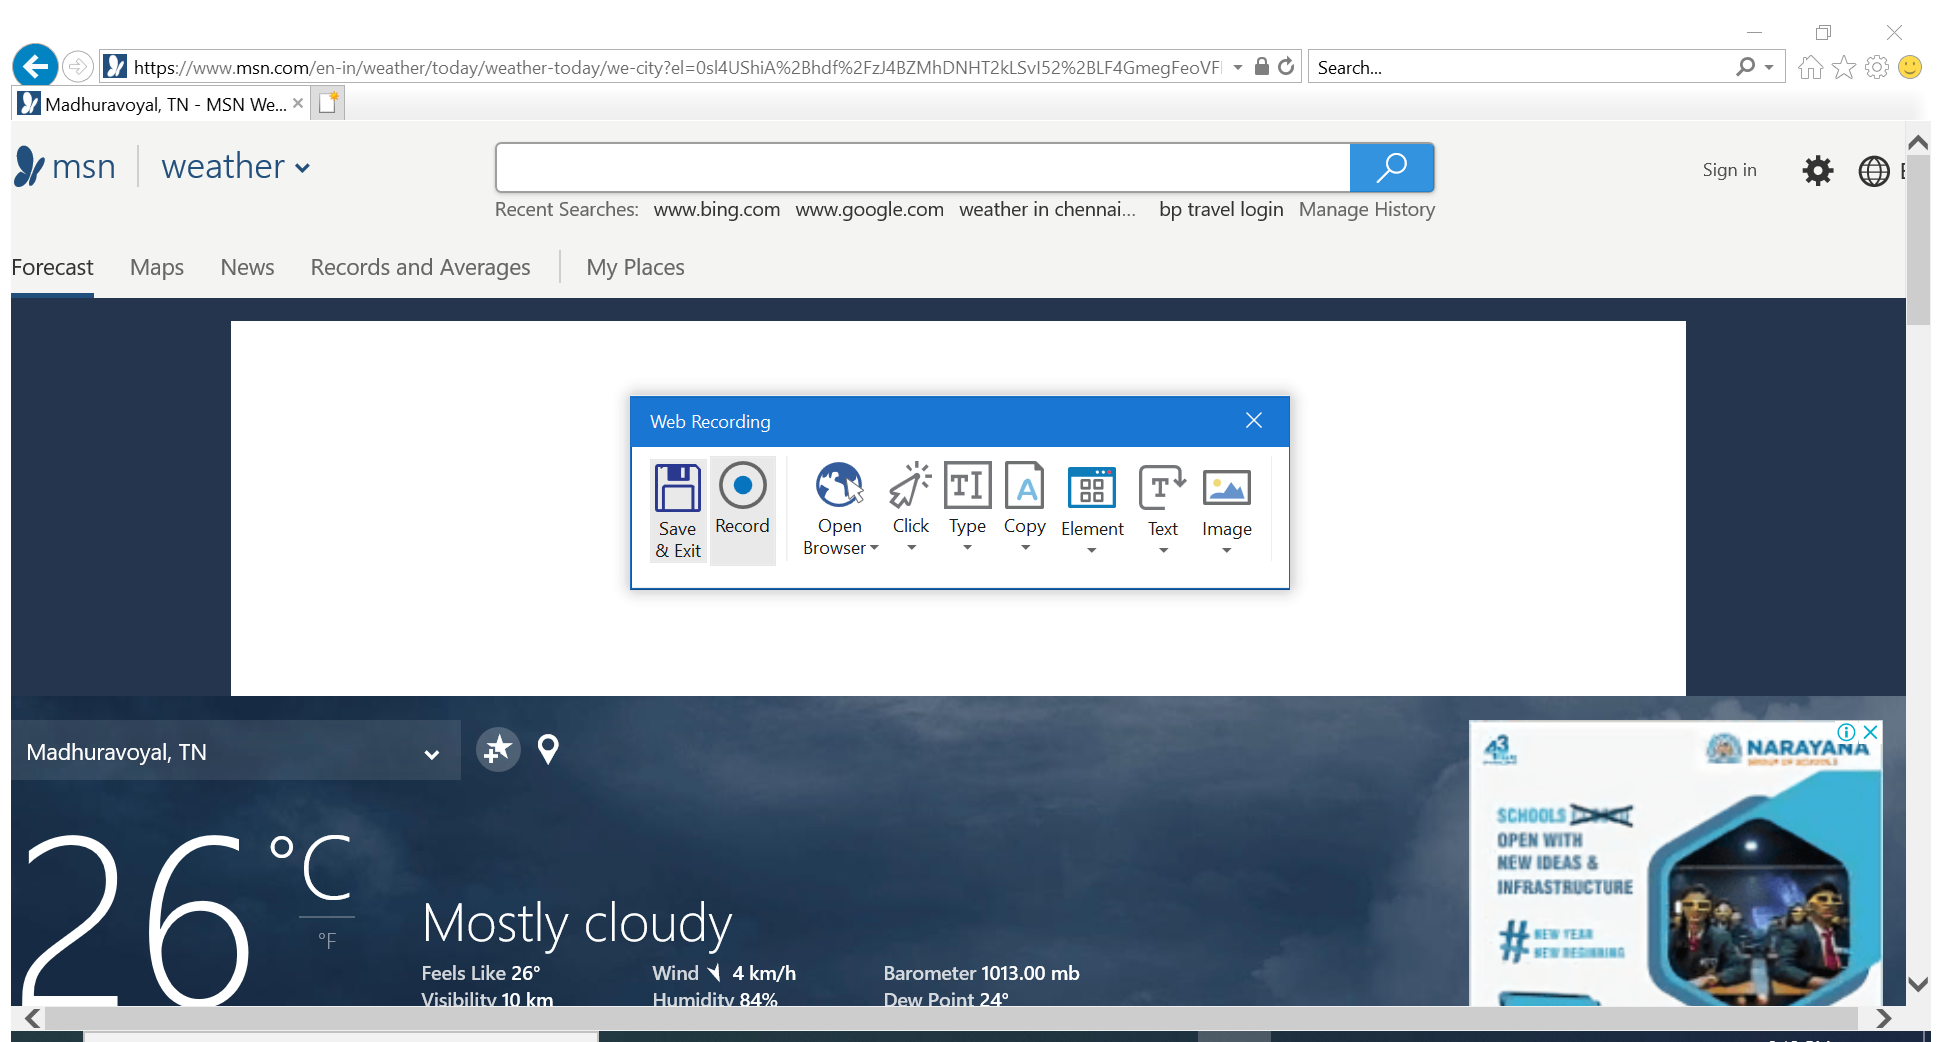 https://www.msn.com/en-in/weather/today/weather-today/we-city?el=0sl4UShiA%2Bhdf%2FzJ4BZMhDNHT2kLSvI52%2BLF4GmegFeoVF
Search...
Madhuravoyal, TN - MSN We...
msn
weather
Sign in
Recent Searches: www.bing.com www.google.com weather in chennai... bp travel login Manage History
Forecast Maps News Records and Averages My Places
Web Recording
Save & Exit
Record
Open Browser
Click
Type
Copy
Element
Text
Image
Madhuravoyal, TN
26 °C
°F
Mostly cloudy
Feels Like 26° Wind 4 km/h Barometer 1013.00 mb
Visibility 10 km Humidity 84% Dew Point 24°
43
NARAYANA
GROUP OF SCHOOLS
SCHOOLS CLOSED
OPEN WITH
NEW IDEAS &
INFRASTRUCTURE
#
NEW YEAR
NEW BEGINNING